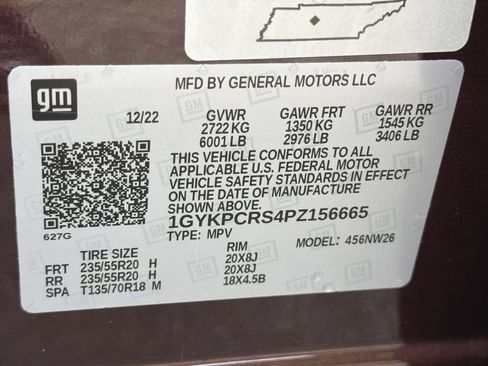 gm
MFD BY GENERAL MOTORS LLC
12/22 GVWR GAWR FRT GAWR RR
2722 KG 1350 KG 1545 KG
6001 LB 2976 LB 3406 LB
THIS VEHICLE CONFORMS TO ALL
APPLICABLE U.S. FEDERAL MOTOR
VEHICLE SAFETY STANDARDS IN EFFECT
ON THE DATE OF MANUFACTURE
SHOWN ABOVE.
1GYKPCRS4PZ156665
627G
TYPE: MPV MODEL: 456NW26
TIRE SIZE RIM
FRT 235/55R20 H 20X8J
RR 235/55R20 H 20X8J
SPA T135/70R18 M 18X4.5B